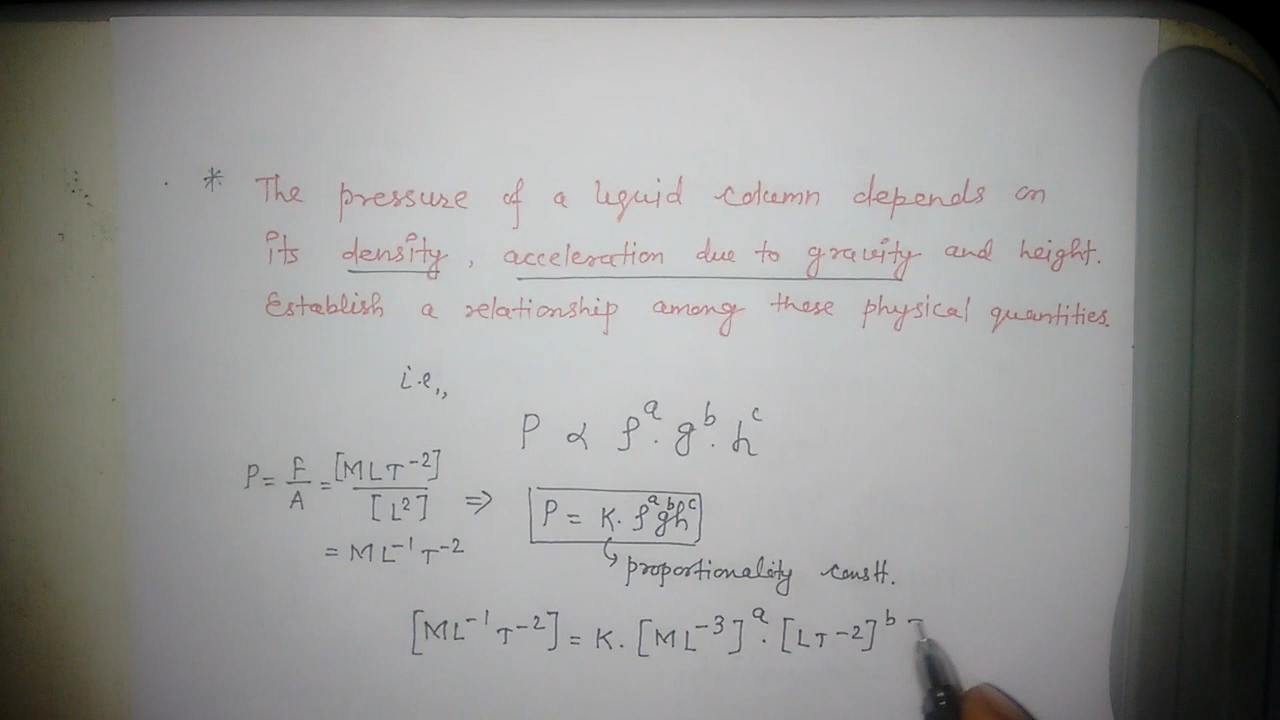 * The pressure of a liquid column depends on
its density, acceleration due to gravity and height.
Establish a relationship among these physical quantities.
i.e.,,
P ∝ ρᵃ. gᵇ. hᶜ
P = F/A = [MLT⁻²]/[L²] ⇒ P = K. ρᵃgᵇhᶜ
= ML⁻¹T⁻²
proportionality constt.
[ML⁻¹T⁻²] = K. [ML⁻³]ᵃ. [LT⁻²]ᵇ